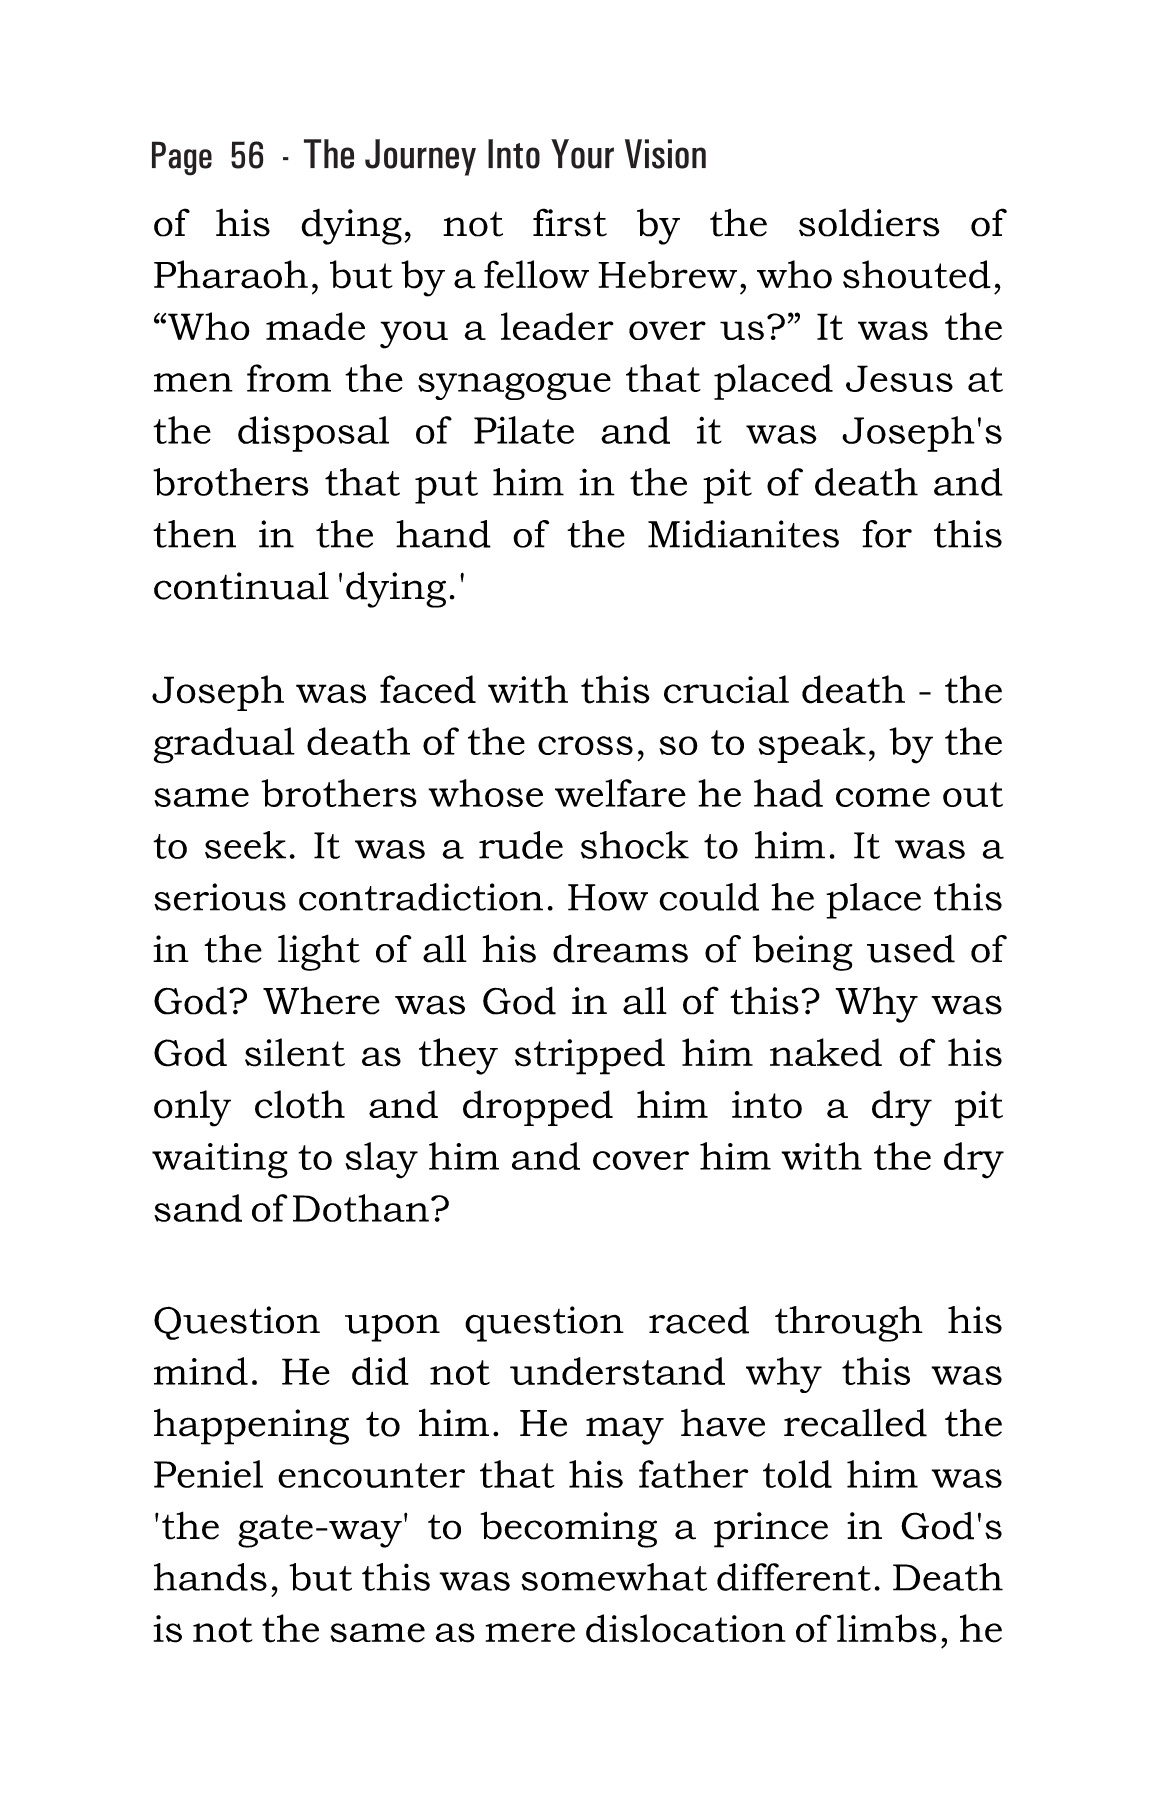 Page 56 - The Journey Into Your Vision
of his dying, not first by the soldiers of
Pharaoh, but by a fellow Hebrew, who shouted,
“Who made you a leader over us?” It was the
men from the synagogue that placed Jesus at
the disposal of Pilate and it was Joseph's
brothers that put him in the pit of death and
then in the hand of the Midianites for this
continual 'dying.'
Joseph was faced with this crucial death - the
gradual death of the cross, so to speak, by the
same brothers whose welfare he had come out
to seek. It was a rude shock to him. It was a
serious contradiction. How could he place this
in the light of all his dreams of being used of
God? Where was God in all of this? Why was
God silent as they stripped him naked of his
only cloth and dropped him into a dry pit
waiting to slay him and cover him with the dry
sand of Dothan?
Question upon question raced through his
mind. He did not understand why this was
happening to him. He may have recalled the
Peniel encounter that his father told him was
'the gate-way' to becoming a prince in God's
hands, but this was somewhat different. Death
is not the same as mere dislocation of limbs, he